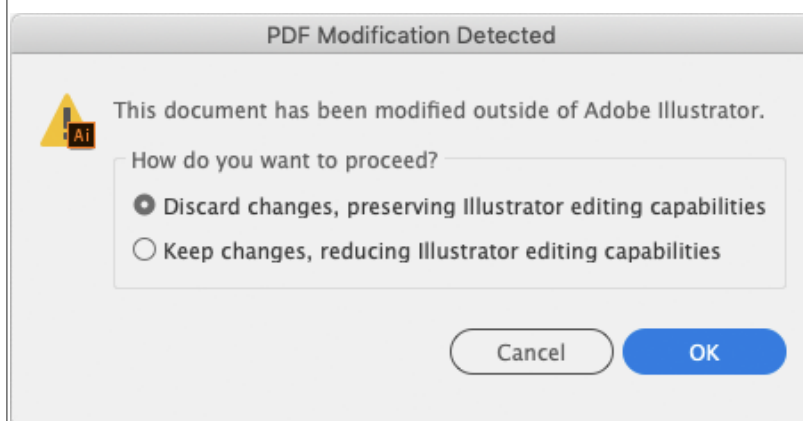 PDF Modification Detected
This document has been modified outside of Adobe Illustrator.
Ai
How do you want to proceed?
Discard changes, preserving Illustrator editing capabilities
Keep changes, reducing Illustrator editing capabilities
Cancel
OK